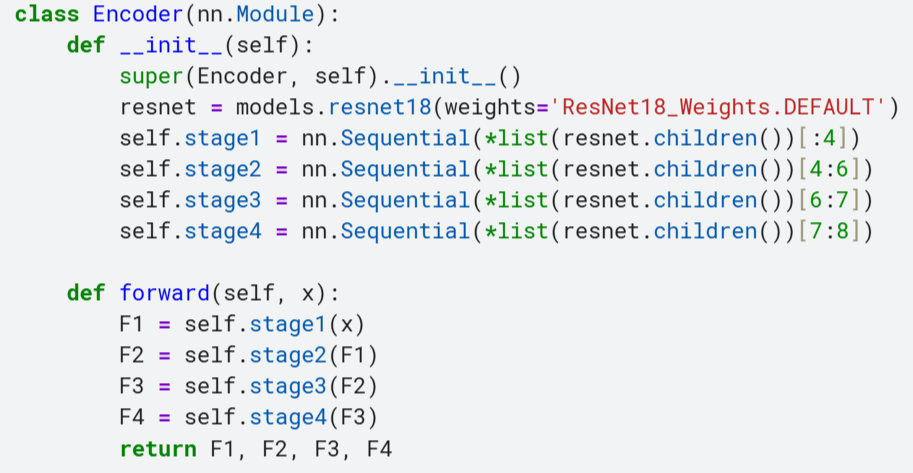 class Encoder(nn.Module):
    def __init__(self):
        super(Encoder, self).__init__()
        resnet = models.resnet18(weights='ResNet18_Weights.DEFAULT')
        self.stage1 = nn.Sequential(*list(resnet.children())[:4])
        self.stage2 = nn.Sequential(*list(resnet.children())[4:6])
        self.stage3 = nn.Sequential(*list(resnet.children())[6:7])
        self.stage4 = nn.Sequential(*list(resnet.children())[7:8])

    def forward(self, x):
        F1 = self.stage1(x)
        F2 = self.stage2(F1)
        F3 = self.stage3(F2)
        F4 = self.stage4(F3)
        return F1, F2, F3, F4